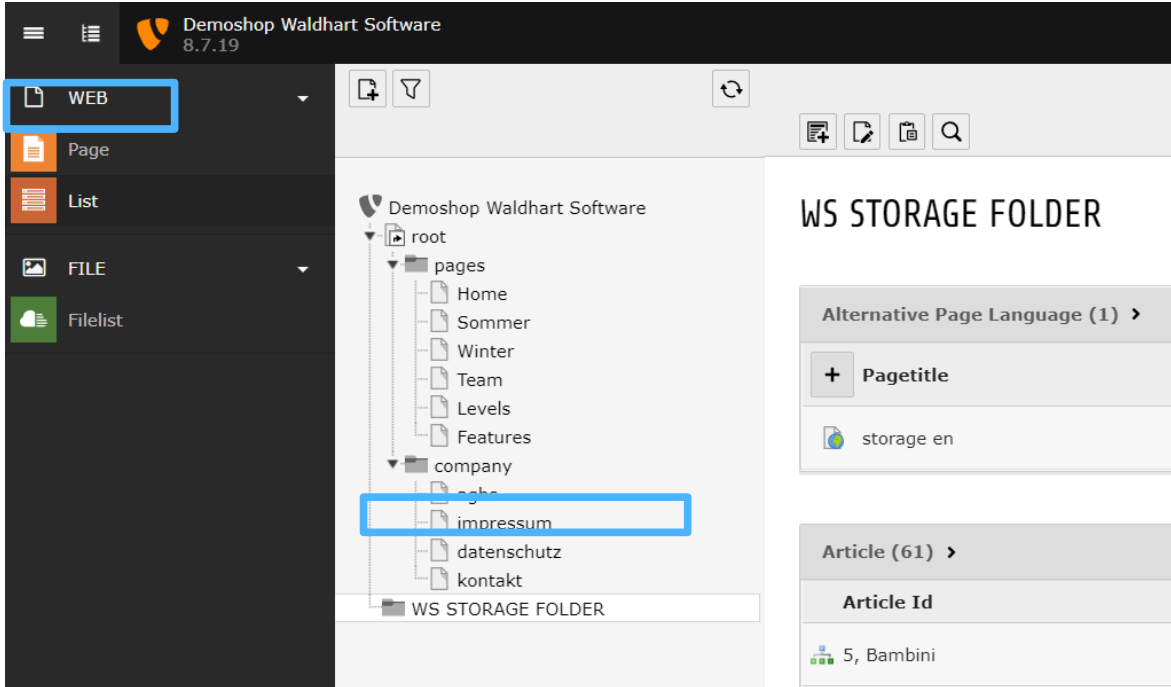 Demoshop Waldhart Software
8.7.19
WEB
Page
List
FILE
Filelist
Demoshop Waldhart Software
root
pages
Home
Sommer
Winter
Team
Levels
Features
company
agbs
impressum
datenschutz
kontakt
WS STORAGE FOLDER
WS STORAGE FOLDER
Alternative Page Language (1)
Pagetitle
storage en
Article (61)
Article Id
5, Bambini